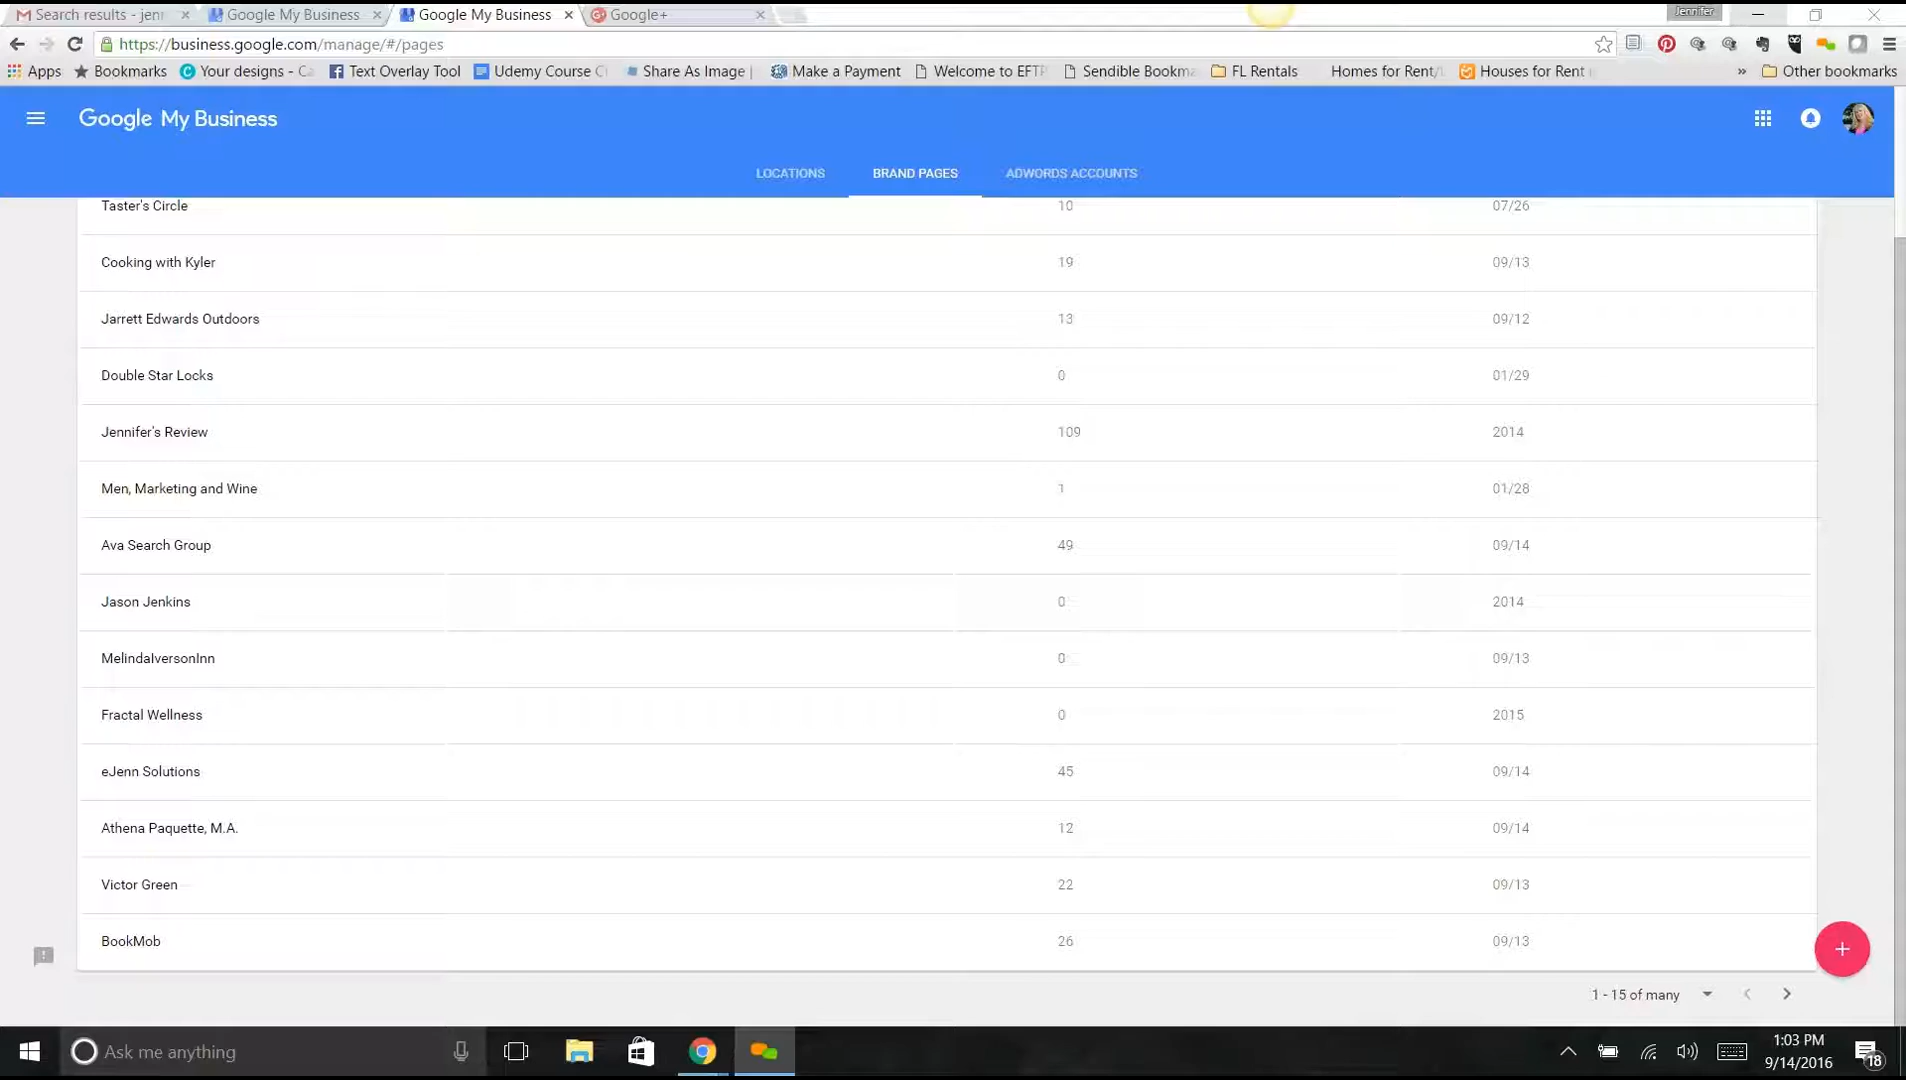 Search results - jenn
Google My Business
Google My Business
Google+
Jennifer
https://business.google.com/manage/#/pages
Apps
Bookmarks
Your designs - Ca
Text Overlay Tool
Udemy Course C
Share As Image |
Make a Payment
Welcome to EFTP
Sendible Bookma
FL Rentals
Homes for Rent/
Houses for Rent
»
Other bookmarks
Google My Business
LOCATIONS
BRAND PAGES
ADWORDS ACCOUNTS
Taster's Circle 10 07/26
Cooking with Kyler 19 09/13
Jarrett Edwards Outdoors 13 09/12
Double Star Locks 0 01/29
Jennifer's Review 109 2014
Men, Marketing and Wine 1 01/28
Ava Search Group 49 09/14
Jason Jenkins 0 2014
MelindaIversonInn 0 09/13
Fractal Wellness 0 2015
eJenn Solutions 45 09/14
Athena Paquette, M.A. 12 09/14
Victor Green 22 09/13
BookMob 26 09/13
1 - 15 of many
Ask me anything
1:03 PM
9/14/2016
18